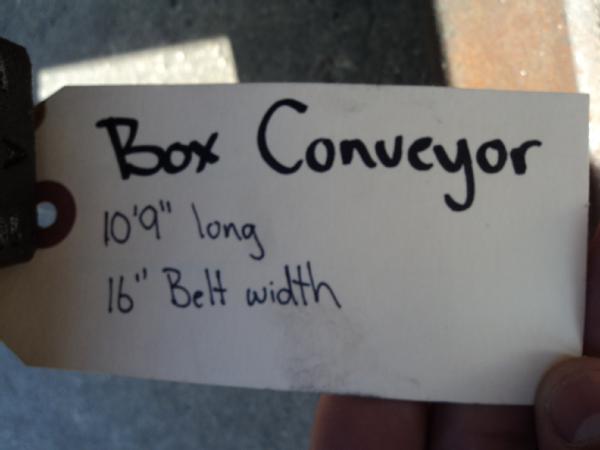 Box Conveyor
10'9" long
16" Belt width